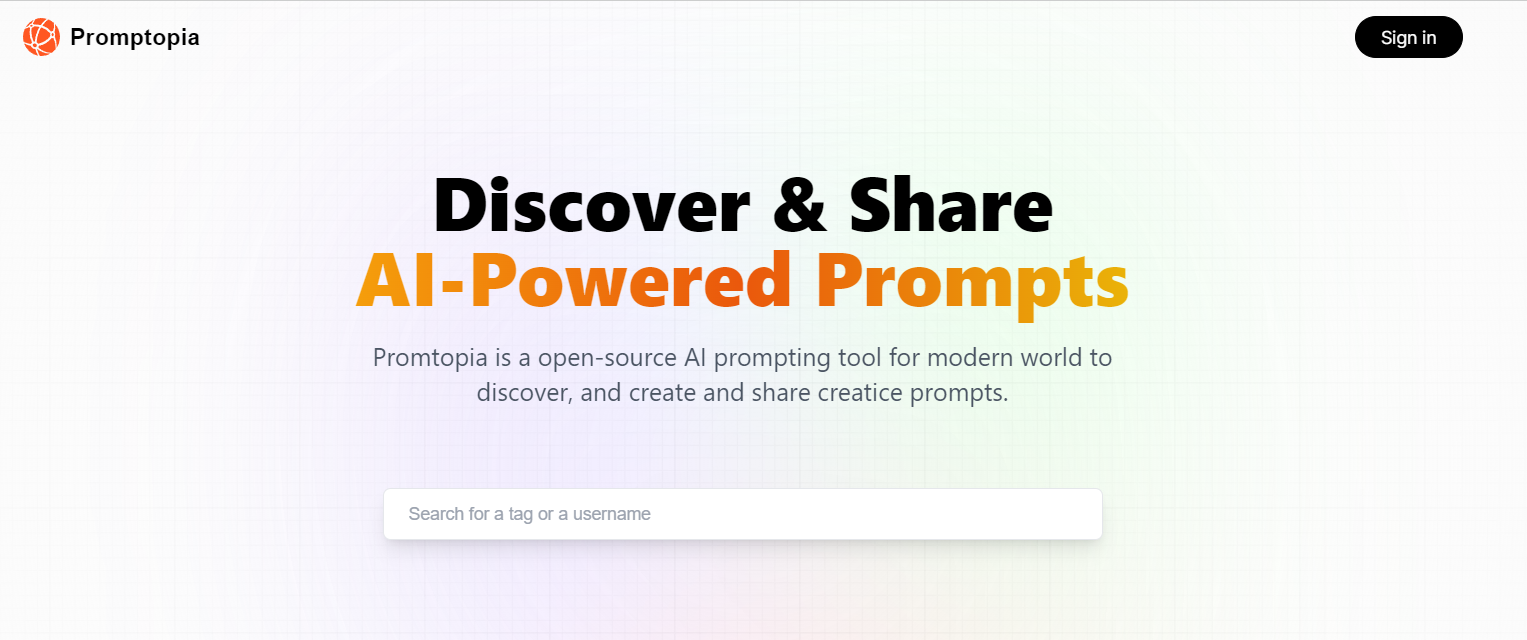 Promptopia
Sign in
Discover & Share
AI-Powered Prompts
Promtopia is a open-source AI prompting tool for modern world to
discover, and create and share creatice prompts.
Search for a tag or a username